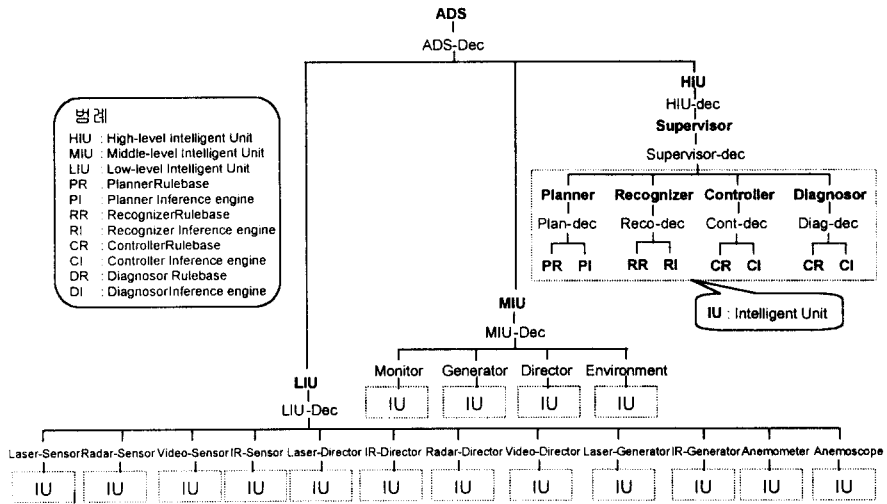 ADS
ADS-Dec
HIU
HIU-dec
Supervisor
Supervisor-dec
Planner Recognizer Controller Diagnosor
Plan-dec Reco-dec Cont-dec Diag-dec
PR PI RR RI CR CI CR CI
IU : Intelligent Unit
범례
HIU : High-level Intelligent Unit
MIU : Middle-level Intelligent Unit
LIU : Low-level Intelligent Unit
PR : PlannerRulebase
PI : Planner Inference engine
RR : RecognizerRulebase
RI : Recognizer Inference engine
CR : ControllerRulebase
CI : Controller Inference engine
DR : Diagnosor Rulebase
DI : DiagnosorInference engine
MIU
MIU-Dec
Monitor Generator Director Environment
IU IU IU IU
LIU
LIU-Dec
Laser-Sensor Radar-Sensor Video-Sensor IR-Sensor Laser-Director IR-Director Radar-Director Video-Director Laser-Generator IR-Generator Anemometer Anemoscope
IU IU IU IU IU IU IU IU IU IU IU IU